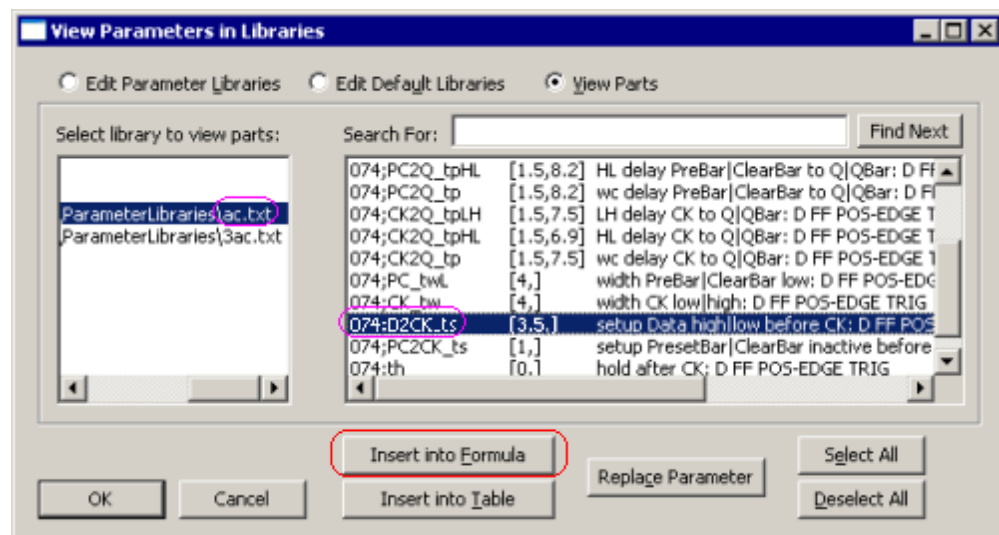 View Parameters in Libraries
Edit Parameter Libraries Edit Default Libraries View Parts
Select library to view parts:
Search For: Find Next
ParameterLibraries\ac.txt
ParameterLibraries\3ac.txt
074;PC2Q_tpHL [1.5,8.2] HL delay PreBar|ClearBar to Q|QBar: D FF
074;PC2Q_tp [1.5,8.2] wc delay PreBar|ClearBar to Q|QBar: D Fl
074;CK2Q_tpLH [1.5,7.5] LH delay CK to Q|QBar: D FF POS-EDGE T
074;CK2Q_tpHL [1.5,6.9] HL delay CK to Q|QBar: D FF POS-EDGE T
074;CK2Q_tp [1.5,7.5] wc delay CK to Q|QBar: D FF POS-EDGE T
074;PC_twL [4,] width PreBar|ClearBar low: D FF POS-EDG
074;CK_tw [4,] width CK low|high: D FF POS-EDGE TRIG
074;D2CK_ts [3.5,] setup Data high|low before CK: D FF POS
074;PC2CK_ts [1,] setup PresetBar|ClearBar inactive before
074;th [0,] hold after CK: D FF POS-EDGE TRIG
Insert into Formula
Insert into Table
Replace Parameter
Select All
Deselect All
OK Cancel